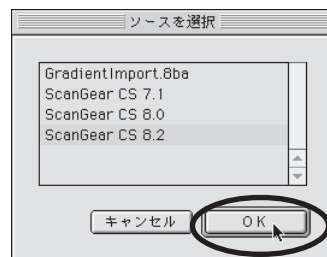 ソースを選択
GradientImport.8ba
ScanGear CS 7.1
ScanGear CS 8.0
ScanGear CS 8.2
キャンセル
OK